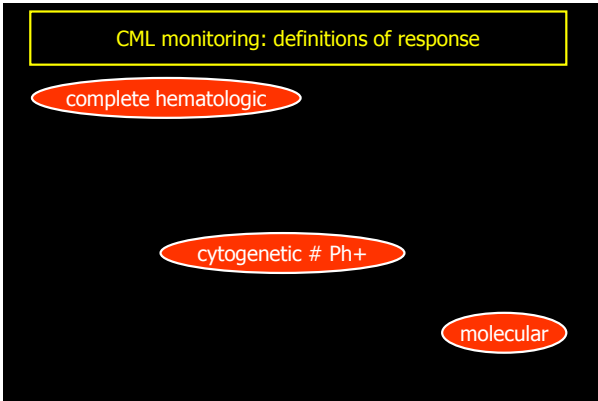 CML monitoring: definitions of response
complete hematologic
cytogenetic # Ph+
molecular